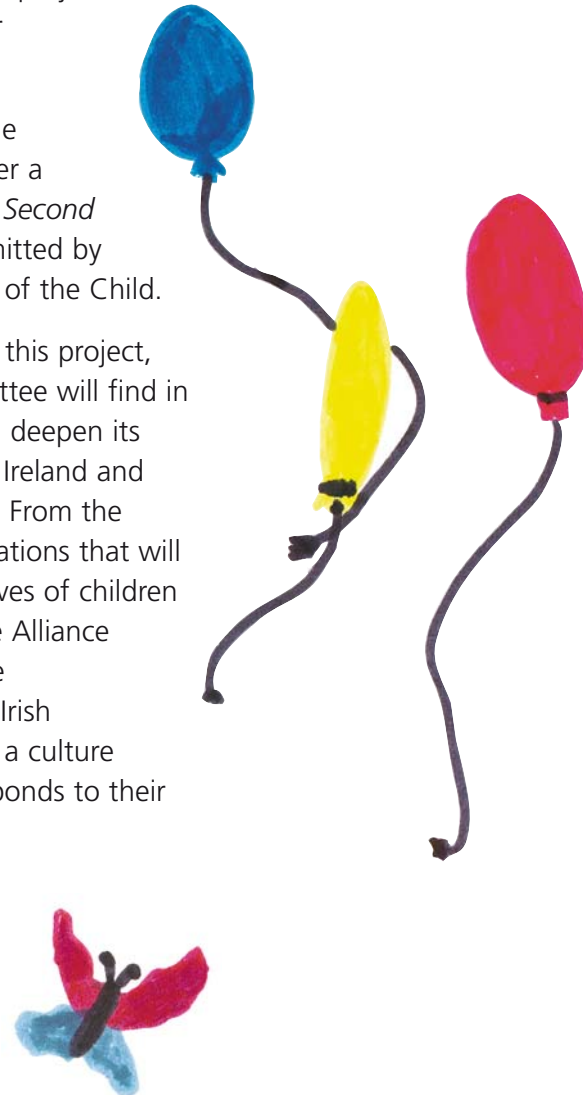 e
er a
Second
mitted by
of the Child.
this project,
ttee will find in
deepen its
Ireland and
From the
ations that will
ves of children
e Alliance
e
Irish
a culture
ponds to their